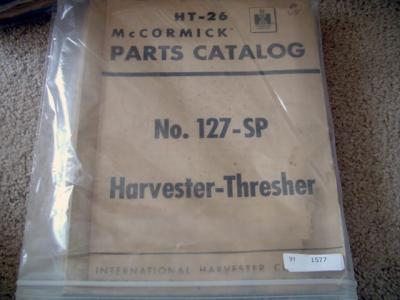 HT-26
McCORMICK
PARTS CATALOG
No. 127-SP
Harvester-Thresher
1577
INTERNATIONAL HARVESTER